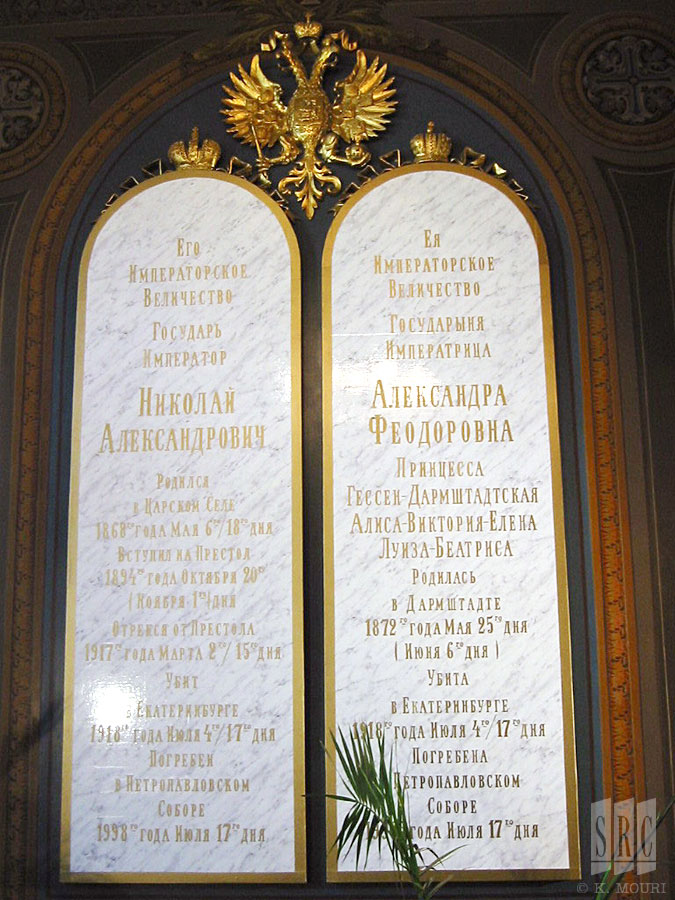 Его
Императорское
Величество
Государь
Император
Николай
Александрович
Родился
в Царском Селе
1868го года Мая 6го/18го дня
Вступил на Престол
1894го года Октября 20го
(Ноября 1го) дня
Отрекся от Престола
1917го года Марта 2го/15го дня
Убит
в Екатеринбурге
1918го года Июля 4го/17го дня
Погребен
в Петропавловском
Соборе
1998го года Июля 17го дня
Ея
Императорское
Величество
Государыня
Императрица
Александра
Феодоровна
Принцесса
Гессен-Дармштадтская
Алиса-Виктория-Елена
Луиза-Беатриса
Родилась
в Дармштадте
1872го года Мая 25го дня
(Июня 6го дня)
Убита
в Екатеринбурге
1918го года Июля 4го/17го дня
Погребена
Петропавловском
Соборе
года Июля 17го дня
SRC
© K. MOURI